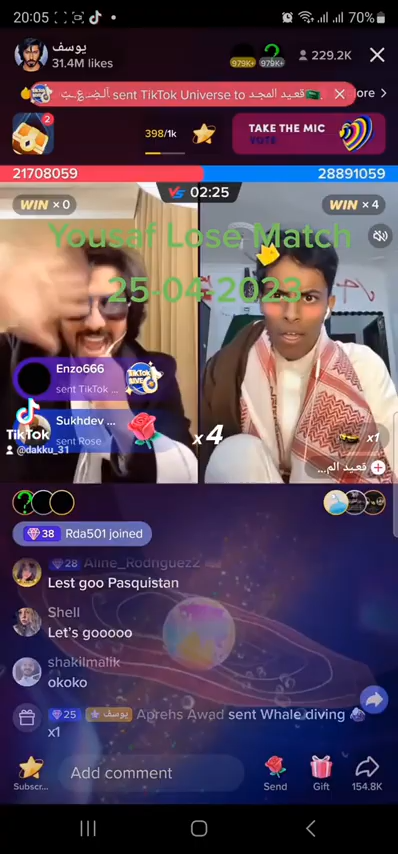 20:05
70%
يوسف
31.4M likes
979K+
979K+
229.2K
sent TikTok Universe to قعيد المجد
ore >
2
398/1k
TAKE THE MIC
VOTE
21708059
28891059
WIN x 0
VS 02:25
WIN x 4
Yousaf Lose Match
25-04-2023
Enzo666
sent TikTok ...
Sukhdev ...
sent Rose
x4
TikTok
@dakku_31
x1
قعيد الم...
38 Rda501 joined
28 Aline_Rodriguez2
Lest goo Pasquistan
Shell
Let's gooooo
shakilmalik
okoko
25 يوسف Aprehs Awad sent Whale diving
x1
Subscr...
Add comment
Send
Gift
154.8K